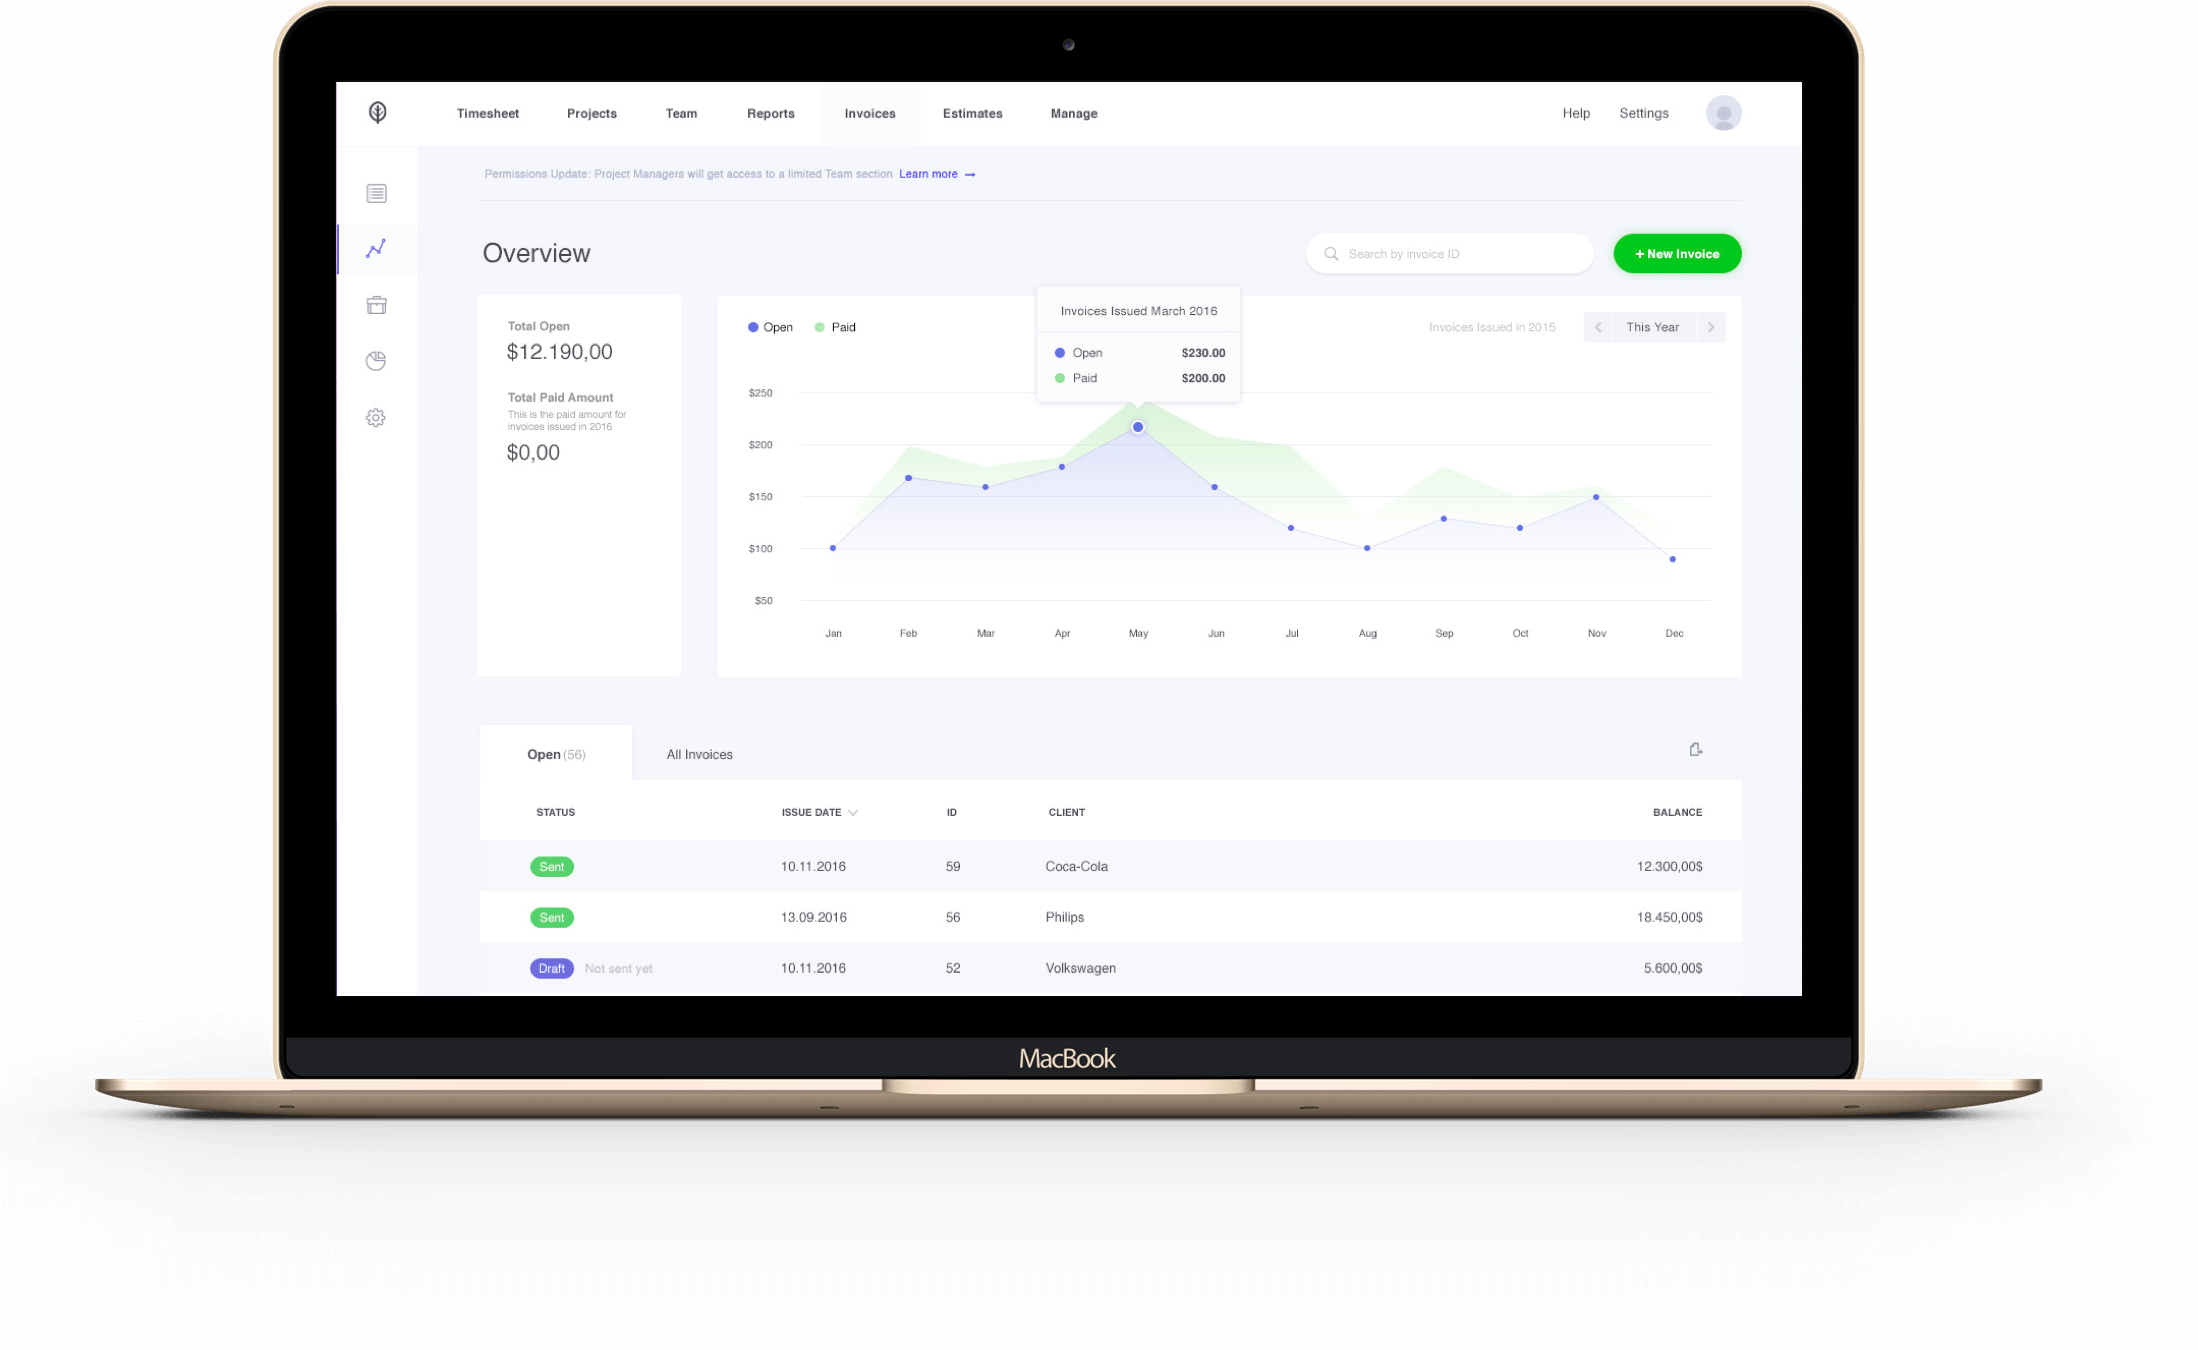 Timesheet Projects Team Reports Invoices Estimates Manage Help Settings
Permissions Update: Project Managers will get access to a limited Team section Learn more →
Overview
Search by invoice ID
+ New Invoice
Total Open
$12.190,00
Total Paid Amount
This is the paid amount for
invoices issued in 2016
$0,00
Open Paid
Invoices Issued March 2016
Open $230.00
Paid $200.00
Invoices Issued in 2015
This Year
$250
$200
$150
$100
$50
Jan Feb Mar Apr May Jun Jul Aug Sep Oct Nov Dec
Open (56) All Invoices
STATUS ISSUE DATE ID CLIENT BALANCE
Sent 10.11.2016 59 Coca-Cola 12.300,00$
Sent 13.09.2016 56 Philips 18.450,00$
Draft Not sent yet 10.11.2016 52 Volkswagen 5.600,00$
MacBook